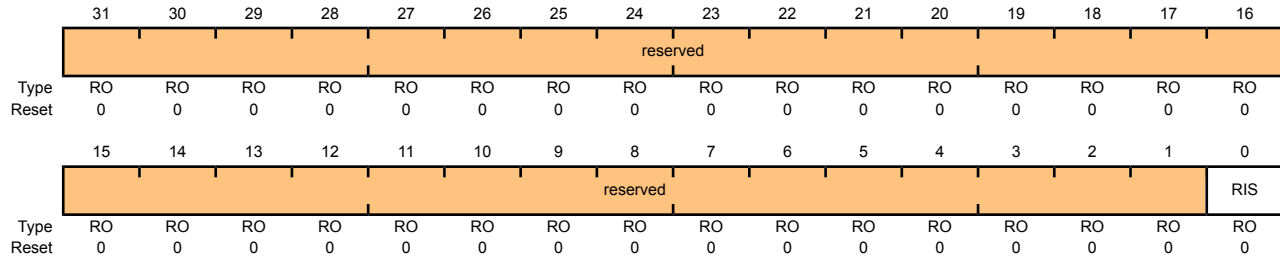 31 30 29 28 27 26 25 24 23 22 21 20 19 18 17 16
reserved
Type RO RO RO RO RO RO RO RO RO RO RO RO RO RO RO RO
Reset 0 0 0 0 0 0 0 0 0 0 0 0 0 0 0 0
15 14 13 12 11 10 9 8 7 6 5 4 3 2 1 0
reserved RIS
Type RO RO RO RO RO RO RO RO RO RO RO RO RO RO RO RO
Reset 0 0 0 0 0 0 0 0 0 0 0 0 0 0 0 0